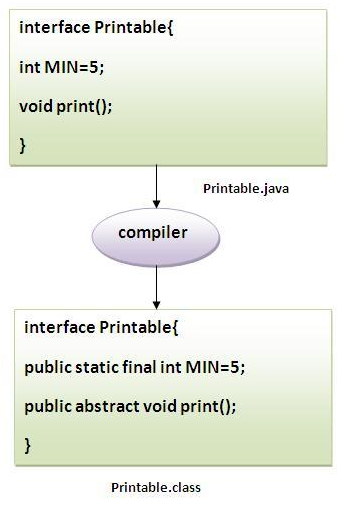 interface Printable{
int MIN=5;
void print();
}
Printable.java
compiler
interface Printable{
public static final int MIN=5;
public abstract void print();
}
Printable.class